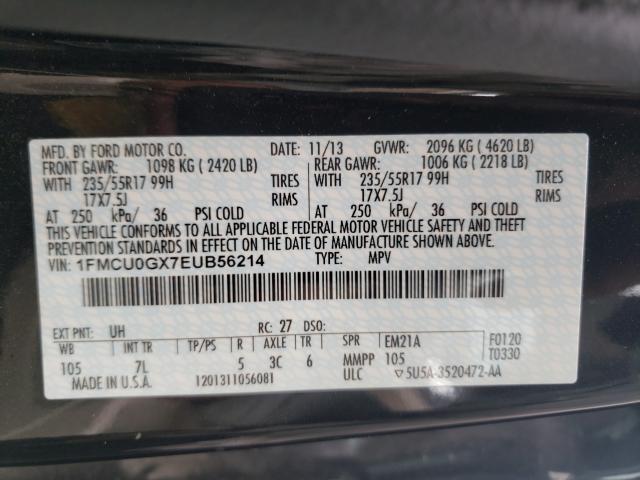 MFD. BY FORD MOTOR CO. DATE: 11/13 GVWR: 2096 KG ( 4620 LB)
FRONT GAWR: 1098 KG ( 2420 LB) REAR GAWR: 1006 KG ( 2218 LB)
WITH 235/55R17 99H TIRES WITH 235/55R17 99H TIRES
17X7.5J RIMS 17X7.5J RIMS
AT 250 kPa/ 36 PSI COLD AT 250 kPa/ 36 PSI COLD
THIS VEHICLE CONFORMS TO ALL APPLICABLE FEDERAL MOTOR VEHICLE SAFETY AND THEFT
PREVENTION STANDARDS IN EFFECT ON THE DATE OF MANUFACTURE SHOWN ABOVE.
VIN: 1FMCU0GX7EUB56214 TYPE: MPV
EXT PNT: UH RC: 27 DSO:
WB INT TR TP/PS R AXLE TR SPR EM21A F0120
105 7L 5 3C 6 MMPP 105 T0330
MADE IN U.S.A. 1201311056081 ULC ▽5U5A-3520472-AA